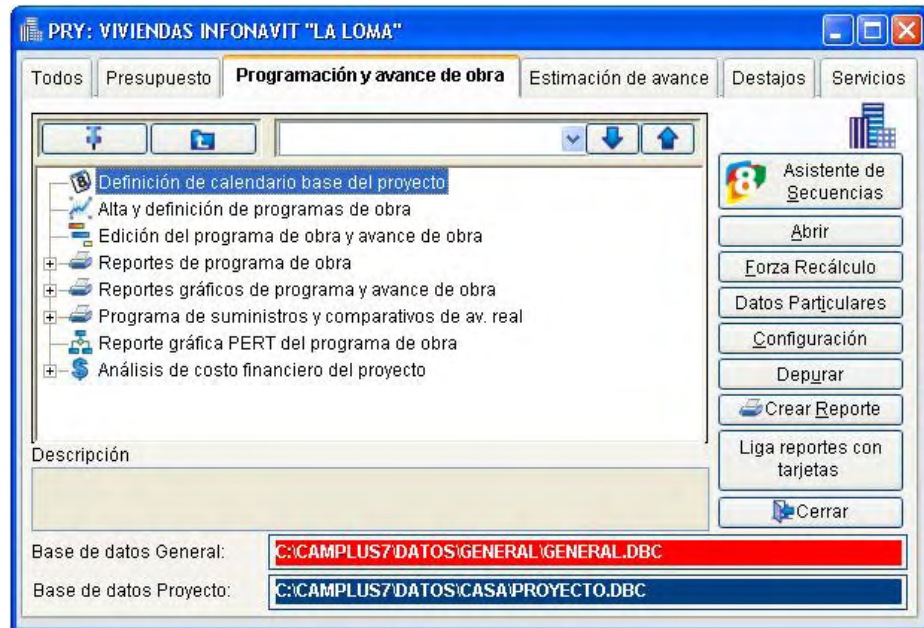 PRY: VIVIENDAS INFONAVIT "LA LOMA"
Todos Presupuesto Programación y avance de obra Estimación de avance Destajos Servicios
Definición de calendario base del proyecto
Alta y definición de programas de obra
Edición del programa de obra y avance de obra
Reportes de programa de obra
Reportes gráficos de programa y avance de obra
Programa de suministros y comparativos de av. real
Reporte gráfica PERT del programa de obra
Análisis de costo financiero del proyecto
Asistente de
Secuencias
Abrir
Forza Recálculo
Datos Particulares
Configuración
Depurar
Crear Reporte
Liga reportes con
tarjetas
Cerrar
Descripción
Base de datos General: C:\CAMPLUS7\DATOS\GENERAL\GENERAL.DBC
Base de datos Proyecto: C:\CAMPLUS7\DATOS\CASA\PROYECTO.DBC